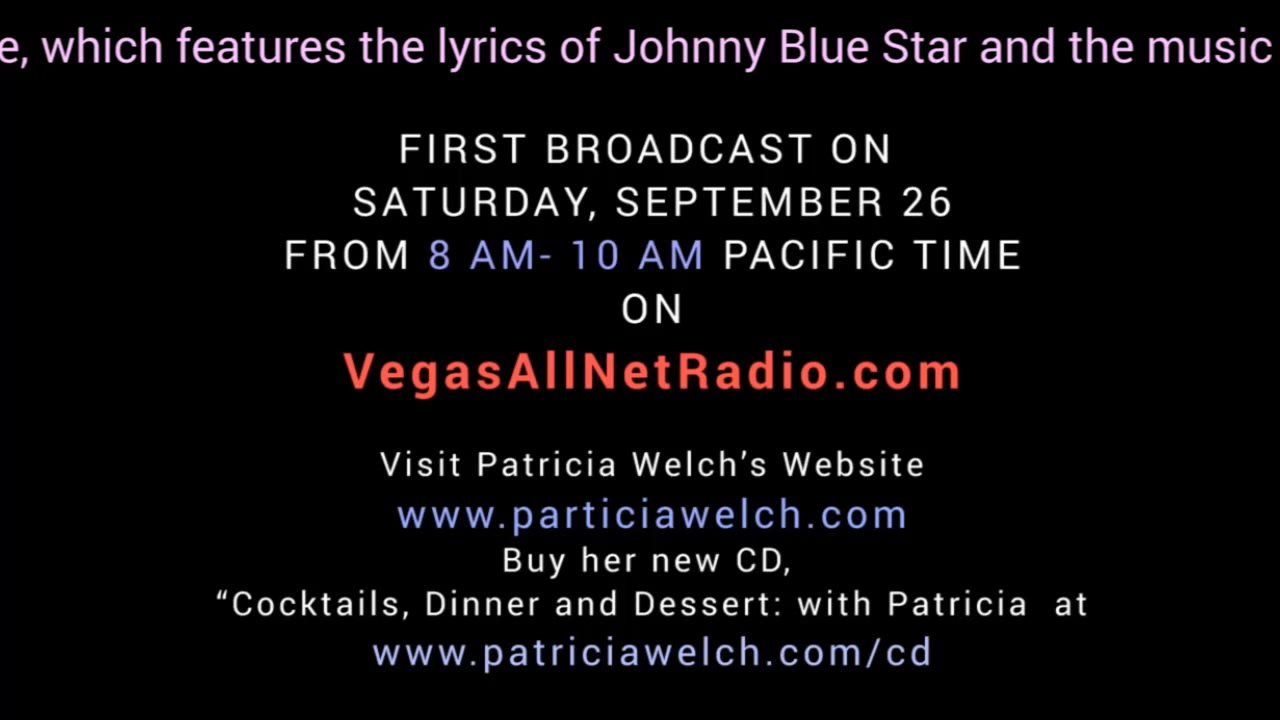 e, which features the lyrics of Johnny Blue Star and the music
FIRST BROADCAST ON
SATURDAY, SEPTEMBER 26
FROM 8 AM- 10 AM PACIFIC TIME
ON
VegasAllNetRadio.com
Visit Patricia Welch’s Website
www.particiawelch.com
Buy her new CD,
“Cocktails, Dinner and Dessert: with Patricia at
www.patriciawelch.com/cd